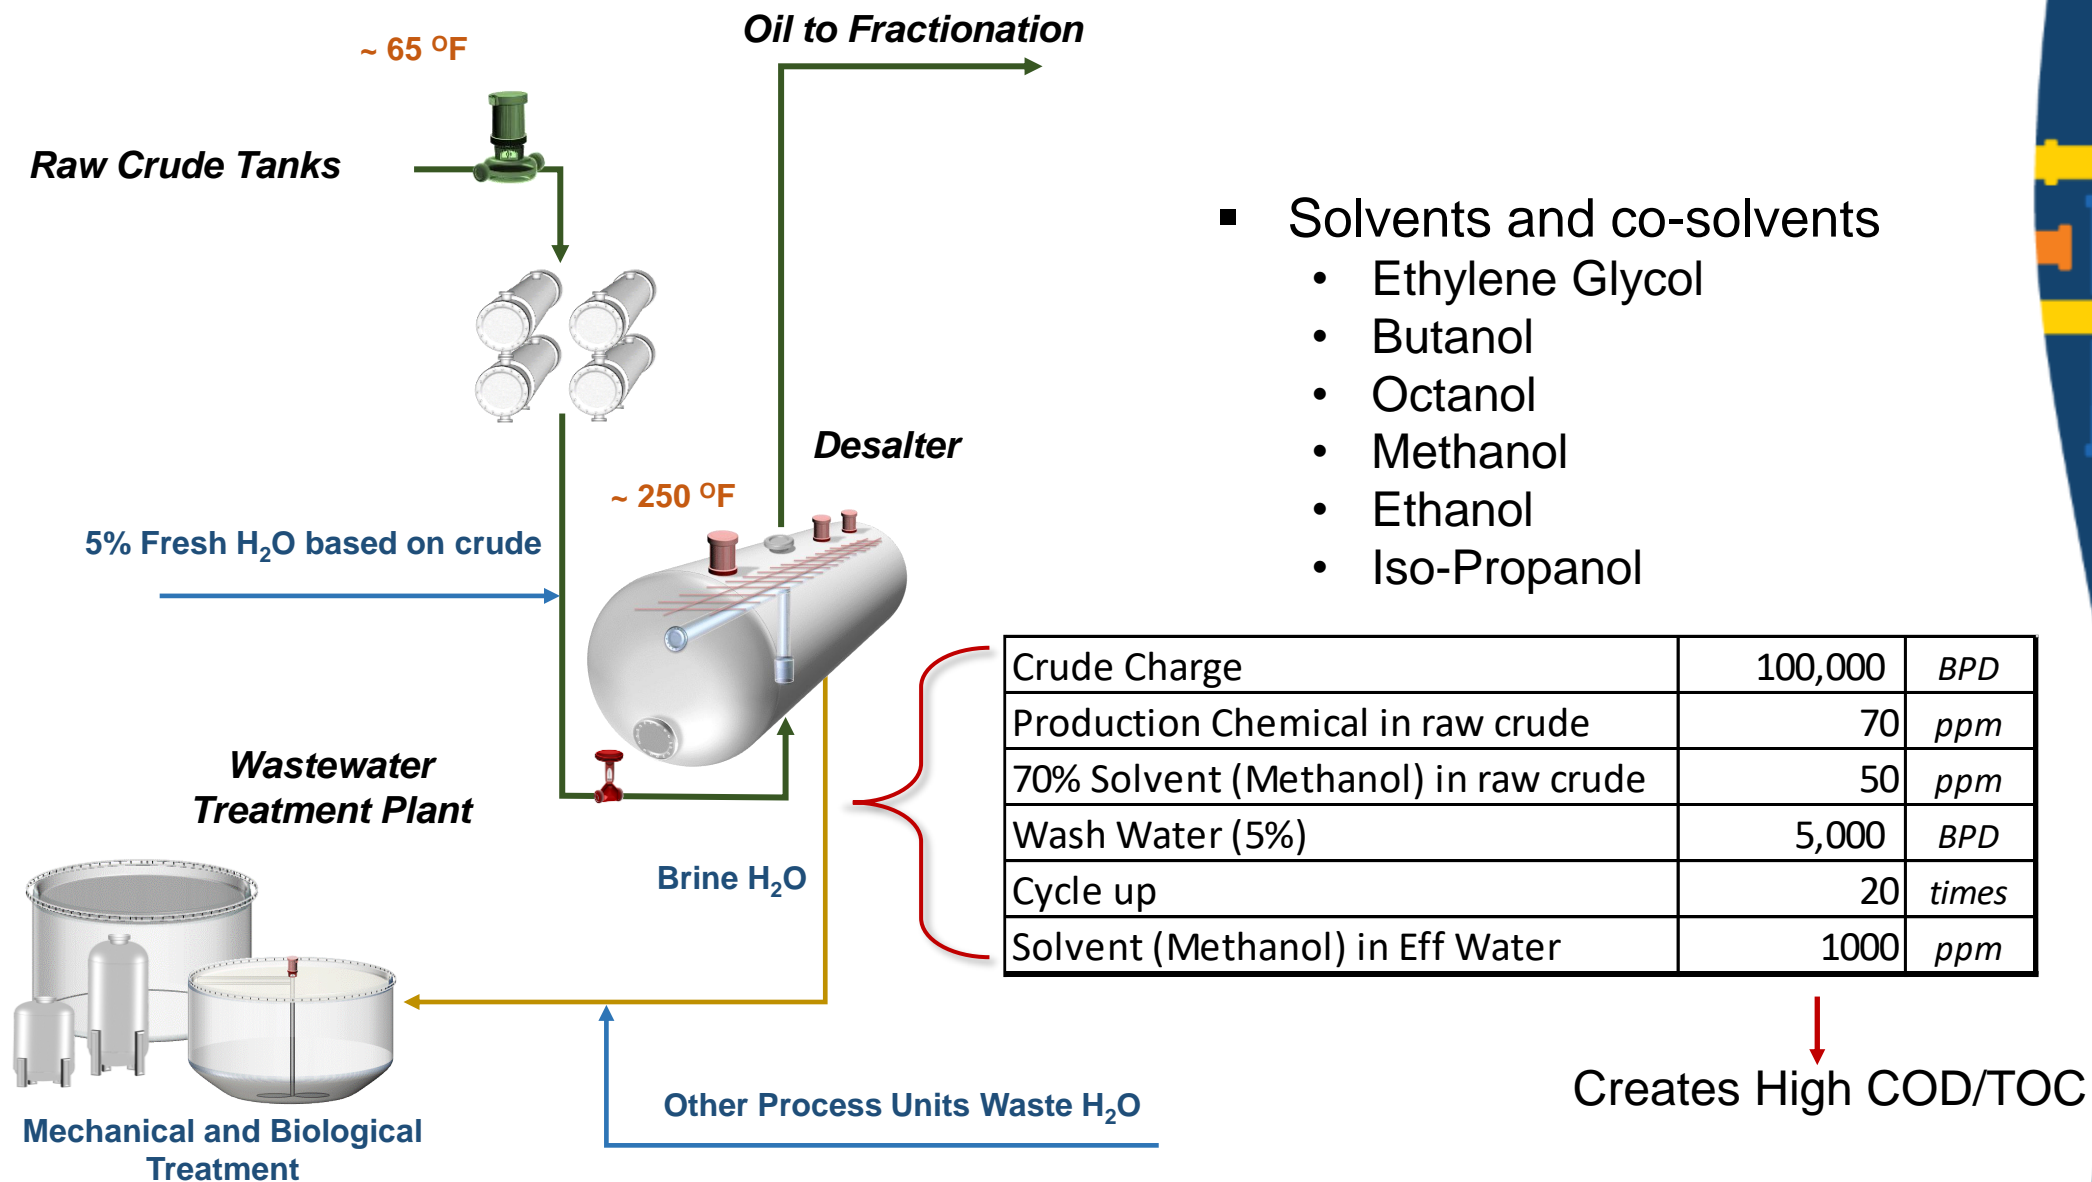 Oil to Fractionation
~ 65 ᴼF
Raw Crude Tanks
▪ Solvents and co-solvents
• Ethylene Glycol
• Butanol
• Octanol
• Methanol
• Ethanol
• Iso-Propanol
Desalter
~ 250 ᴼF
5% Fresh H₂O based on crude
Crude Charge 100,000 BPD
Production Chemical in raw crude 70 ppm
70% Solvent (Methanol) in raw crude 50 ppm
Wash Water (5%) 5,000 BPD
Cycle up 20 times
Solvent (Methanol) in Eff Water 1000 ppm
Wastewater
Treatment Plant
Brine H₂O
Creates High COD/TOC
Other Process Units Waste H₂O
Mechanical and Biological
Treatment